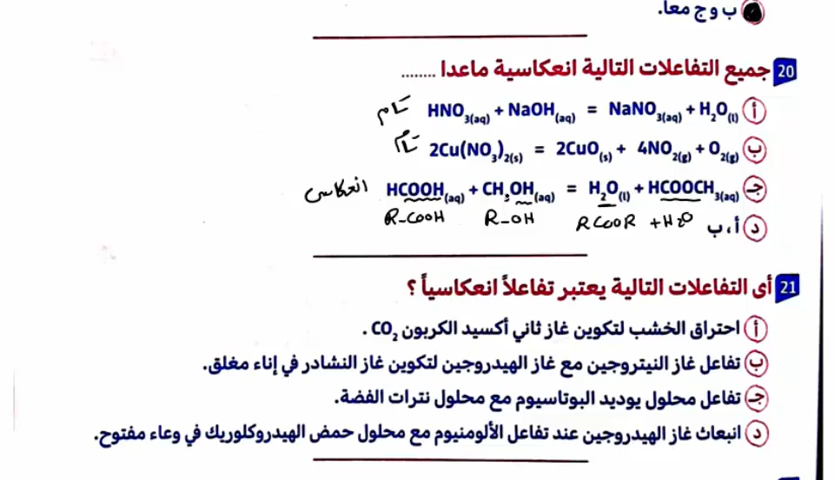 ب و ج معاً.
20 جميع التفاعلات التالية انعكاسية ماعدا ........
أ HNO₃(aq) + NaOH(aq) = NaNO₃(aq) + H₂O(l) تام
ب 2Cu(NO₃)₂(s) = 2CuO(s) + 4NO₂(g) + O₂(g) تام
جـ HCOOH(aq) + CH₃OH(aq) = H₂O(l) + HCOOCH₃(aq) انعكاسى
R-COOH R-OH RCOOR + H₂O
د أ، ب
21 أى التفاعلات التالية يعتبر تفاعلاً انعكاسياً ؟
أ احتراق الخشب لتكوين غاز ثاني أكسيد الكربون CO₂ .
ب تفاعل غاز النيتروجين مع غاز الهيدروجين لتكوين غاز النشادر في إناء مغلق.
جـ تفاعل محلول يوديد البوتاسيوم مع محلول نترات الفضة.
د انبعاث غاز الهيدروجين عند تفاعل الألومنيوم مع محلول حمض الهيدروكلوريك في وعاء مفتوح.